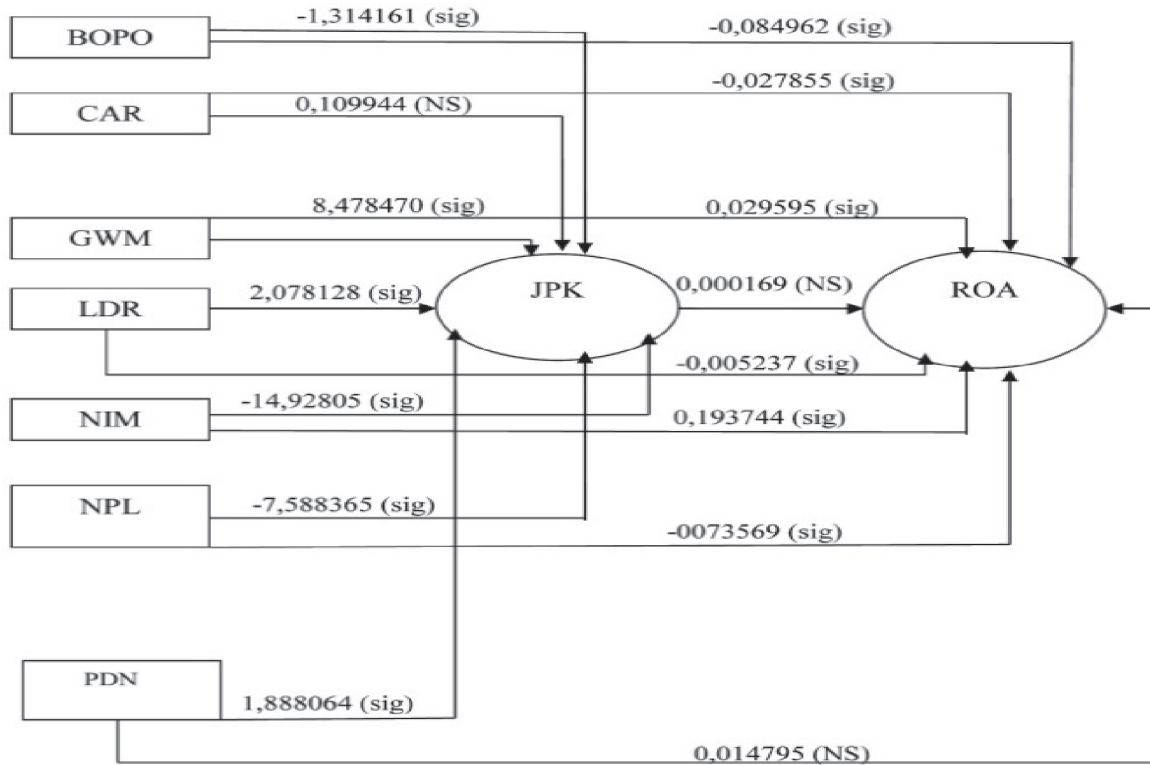 -1,314161 (sig)
BOPO
-0,084962 (sig)
-0,027855 (sig)
CAR
0,109944 (NS)
8,478470 (sig)
0,029595 (sig)
GWM
LDR
2,078128 (sig)
JPK
0,000169 (NS)
ROA
-0,005237 (sig)
NIM
-14,92805 (sig)
0,193744 (sig)
NPL
-7,588365 (sig)
-0073569 (sig)
PDN
1,888064 (sig)
0,014795 (NS)